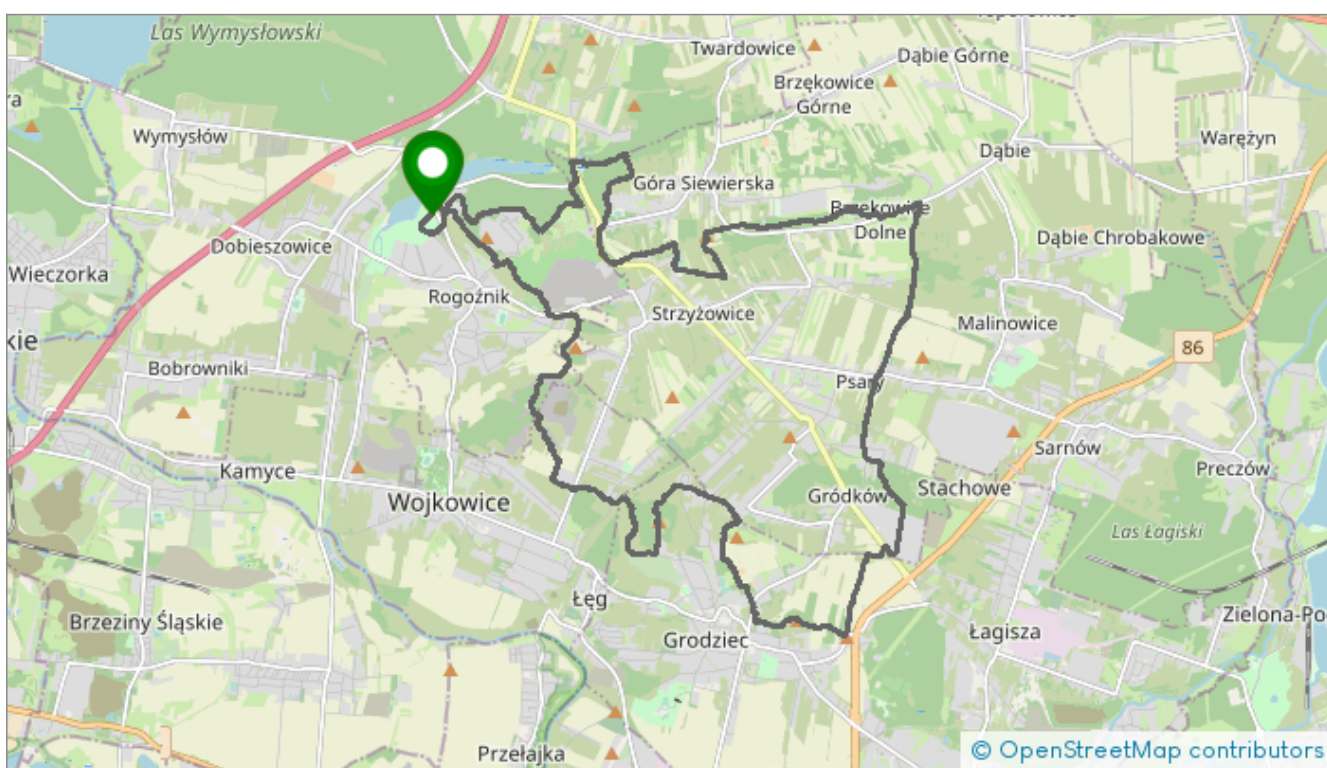 Las Wymysłowski
Twardowice
Dąbie Górne
Brzękowice
Górne
Wymysłów
Dąbie
Warężyn
Góra Siewierska
Brzękowice
Dolne
Dąbie Chrobakowe
Dobieszowice
Wieczorka
Rogoźnik
Strzyżowice
Malinowice
kie
86
Bobrowniki
Psary
Sarnów
Kamyce
Preczów
Wojkowice
Gródków
Stachowe
Las Łagiski
Łęg
Brzeziny Śląskie
Grodziec
Łagisza
Zielona-Po
Przełajka
© OpenStreetMap contributors